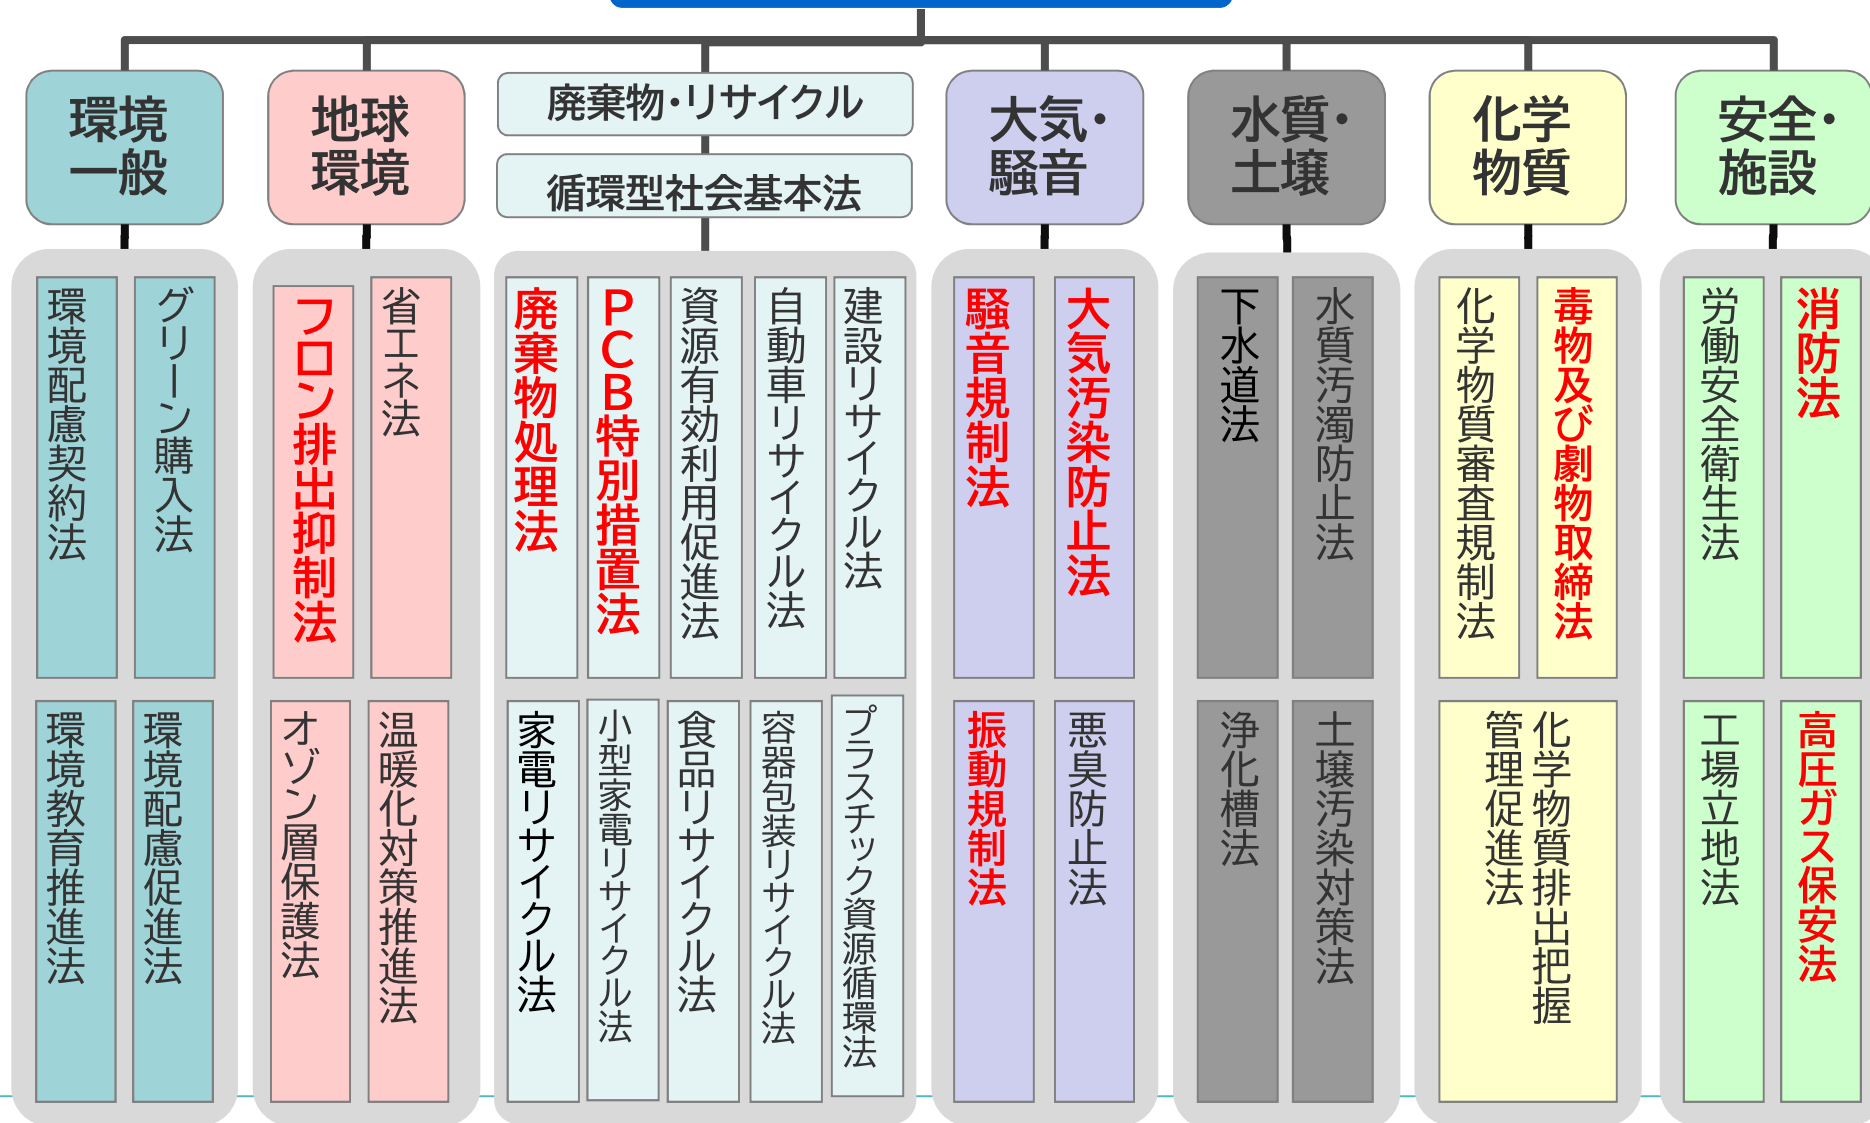 環境
一般
地球
環境
廃棄物・リサイクル
循環型社会基本法
大気・
騒音
水質・
土壌
化学
物質
安全・
施設
環境配慮契約法
グリーン購入法
環境教育推進法
環境配慮促進法
フロン排出抑制法
省エネ法
オゾン層保護法
温暖化対策推進法
廃棄物処理法
ＰＣＢ特別措置法
資源有効利用促進法
自動車リサイクル法
建設リサイクル法
家電リサイクル法
小型家電リサイクル法
食品リサイクル法
容器包装リサイクル法
プラスチック資源循環法
騒音規制法
大気汚染防止法
振動規制法
悪臭防止法
下水道法
水質汚濁防止法
浄化槽法
土壌汚染対策法
化学物質審査規制法
毒物及び劇物取締法
化学物質排出把握
管理促進法
労働安全衛生法
消防法
工場立地法
高圧ガス保安法